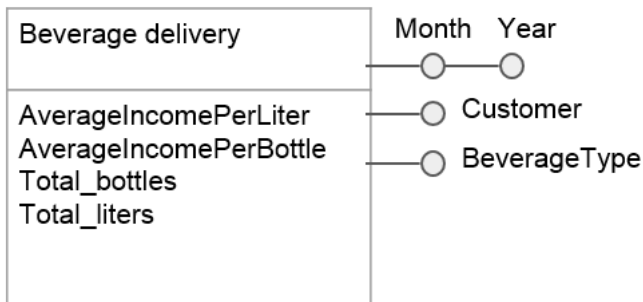 Beverage delivery
Month Year
AverageIncomePerLiter
Customer
AverageIncomePerBottle
BeverageType
Total_bottles
Total_liters